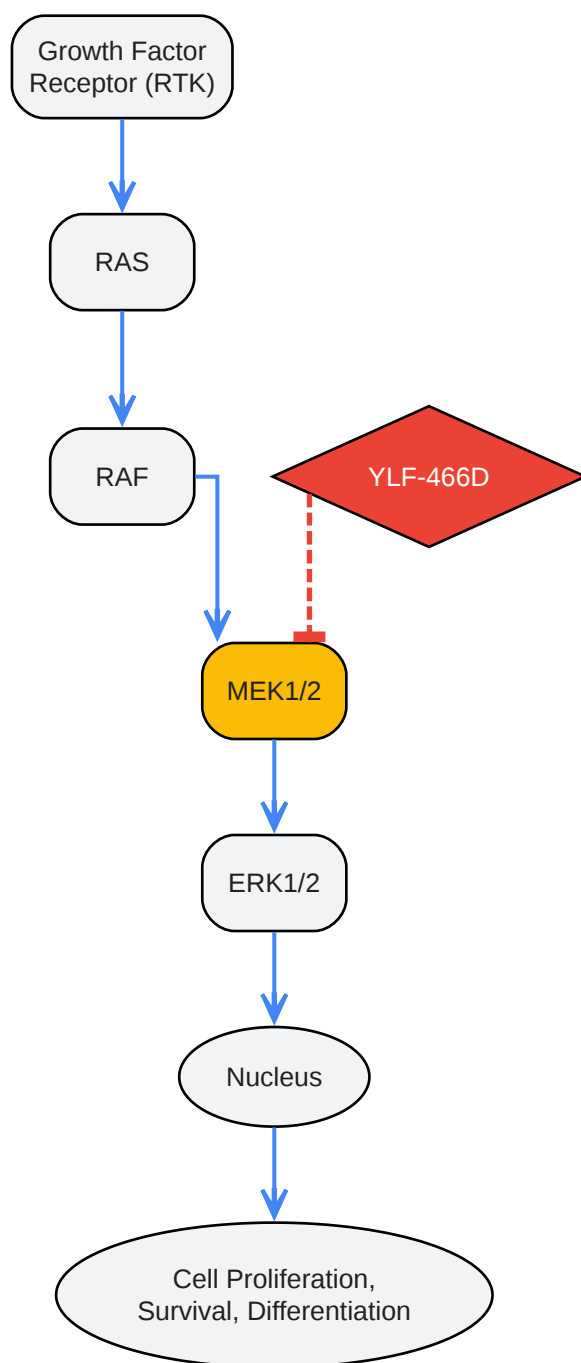 Growth Factor
Receptor (RTK)
RAS
RAF
YLF-466D
MEK1/2
ERK1/2
Nucleus
Cell Proliferation,
Survival, Differentiation